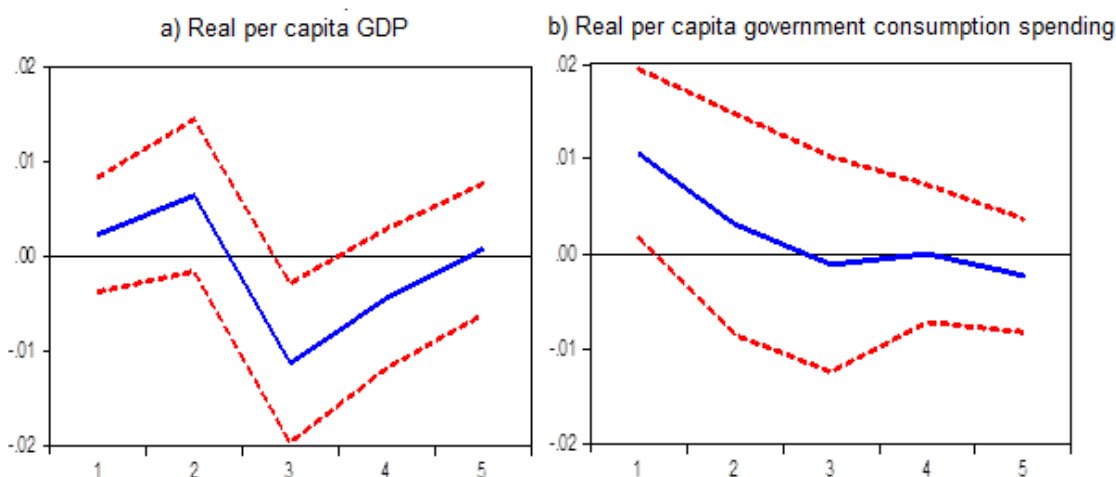 a) Real per capita GDP
.02
.01
.00
-.01
-.02
1 2 3 4 5
b) Real per capita government consumption spending
.02
.01
.00
-.01
-.02
1 2 3 4 5